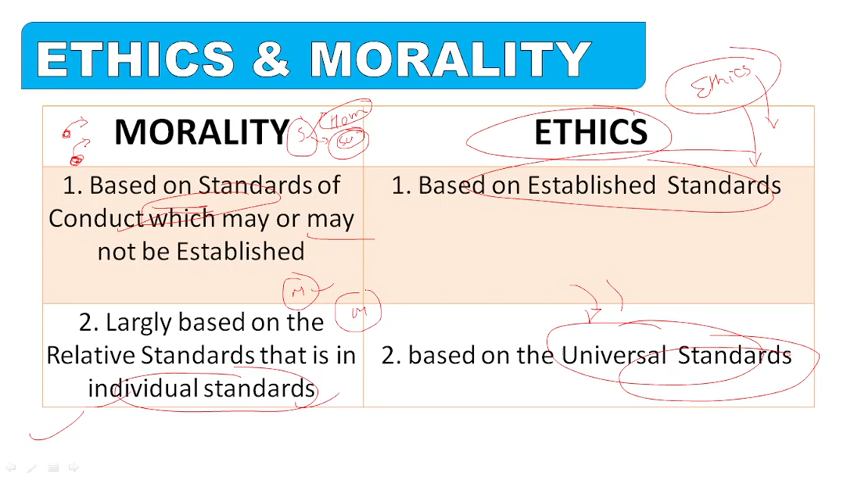 ETHICS & MORALITY
Ethics
MORALITY
S
Home
ETHICS
1. Based on Standards of
Conduct which may or may
not be Established
1. Based on Established Standards
M
M
2. Largly based on the
Relative Standards that is in
individual standards
2. based on the Universal Standards